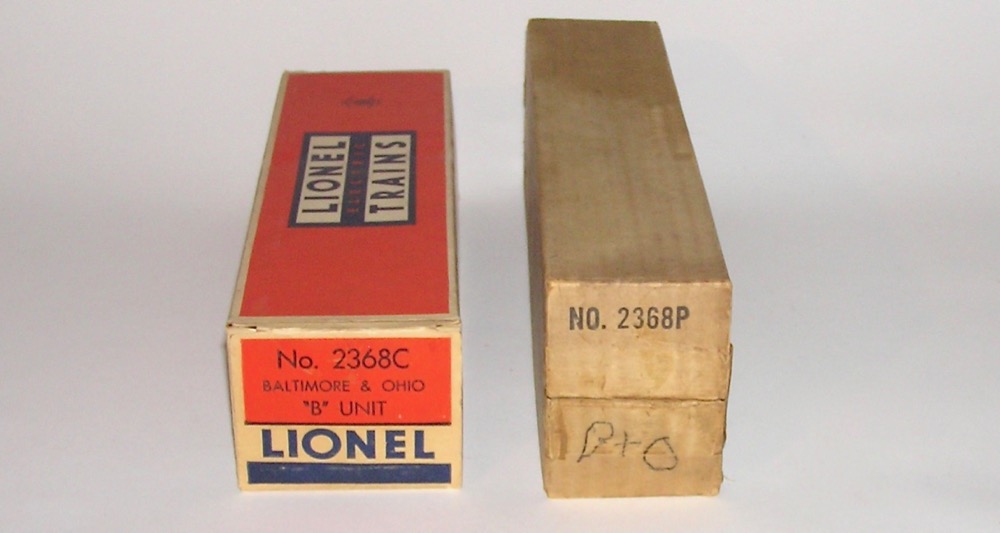 LIONEL
ELECTRIC
TRAINS
No. 2368C
BALTIMORE & OHIO
"B" UNIT
LIONEL
NO. 2368P
B+O